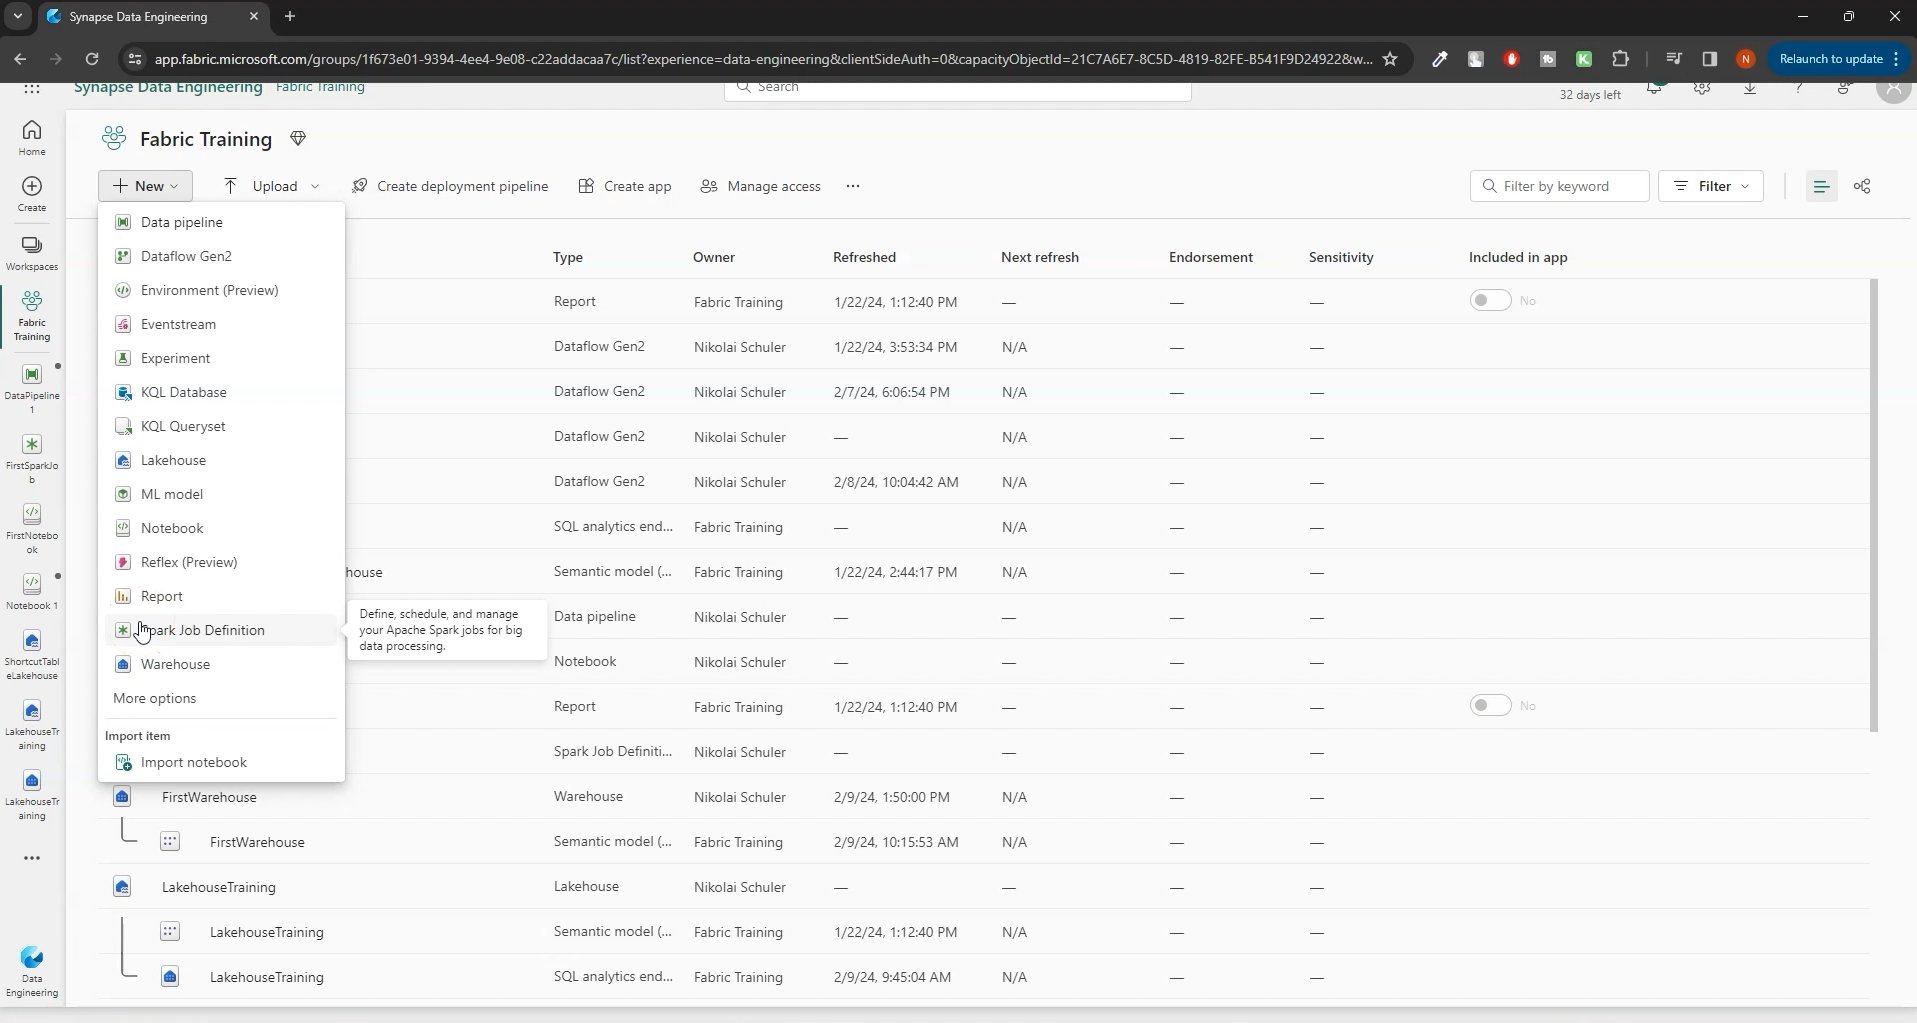 Synapse Data Engineering
app.fabric.microsoft.com/groups/1f673e01-9394-4ee4-9e08-c22addacaa7c/list?experience=data-engineering&clientSideAuth=0&capacityObjectId=21C7A6E7-8C5D-4819-82FE-B541F9D24922&w...
N
Relaunch to update
Synapse Data Engineering Fabric Training
Search
32 days left
Home
Create
Workspaces
Fabric
Training
DataPipeline
1
FirstSparkJo
b
FirstNotebo
ok
Notebook 1
ShortcutTabl
eLakehouse
LakehouseTr
aining
LakehouseTr
aining
Data
Engineering
Fabric Training
New
Upload
Create deployment pipeline
Create app
Manage access
Filter by keyword
Filter
Data pipeline
Dataflow Gen2
Environment (Preview)
Eventstream
Experiment
KQL Database
KQL Queryset
Lakehouse
ML model
Notebook
Reflex (Preview)
Report
Spark Job Definition
Warehouse
More options
Import item
Import notebook
Define, schedule, and manage
your Apache Spark jobs for big
data processing.
Type Owner Refreshed Next refresh Endorsement Sensitivity Included in app
Report Fabric Training 1/22/24, 1:12:40 PM — — — No
Dataflow Gen2 Nikolai Schuler 1/22/24, 3:53:34 PM N/A — —
Dataflow Gen2 Nikolai Schuler 2/7/24, 6:06:54 PM N/A — —
Dataflow Gen2 Nikolai Schuler — N/A — —
Dataflow Gen2 Nikolai Schuler 2/8/24, 10:04:42 AM N/A — —
SQL analytics end... Fabric Training — N/A — —
house Semantic model (... Fabric Training 1/22/24, 2:44:17 PM N/A — —
Data pipeline Nikolai Schuler — — — —
Notebook Nikolai Schuler — — — —
Report Fabric Training 1/22/24, 1:12:40 PM — — — No
Spark Job Definiti... Nikolai Schuler — — — —
FirstWarehouse Warehouse Nikolai Schuler 2/9/24, 1:50:00 PM N/A — —
FirstWarehouse Semantic model (... Fabric Training 2/9/24, 10:15:53 AM N/A — —
LakehouseTraining Lakehouse Nikolai Schuler — — — —
LakehouseTraining Semantic model (... Fabric Training 1/22/24, 1:12:40 PM N/A — —
LakehouseTraining SQL analytics end... Fabric Training 2/9/24, 9:45:04 AM N/A — —